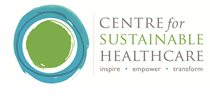 CENTRE for
SUSTAINABLE
HEALTHCARE
inspire • empower • transform